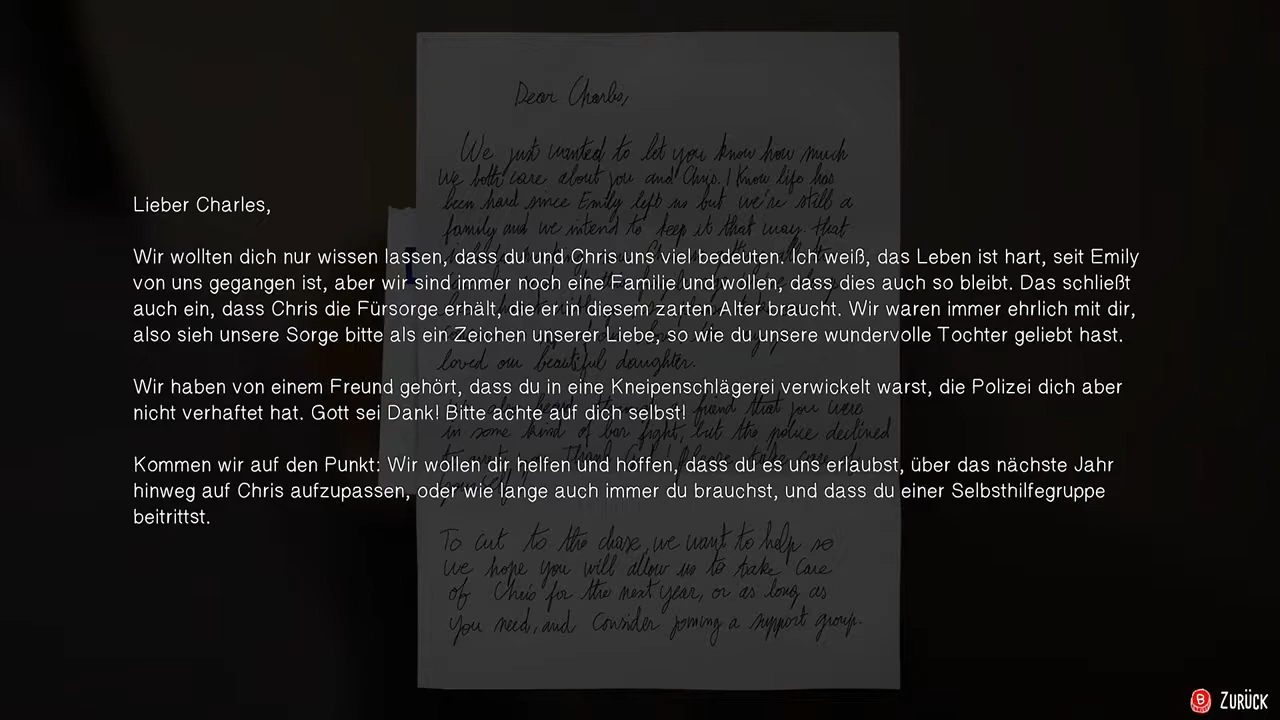 Lieber Charles,
Wir wollten dich nur wissen lassen, dass du und Chris uns viel bedeuten. Ich weiß, das Leben ist hart, seit Emily
von uns gegangen ist, aber wir sind immer noch eine Familie und wollen, dass dies auch so bleibt. Das schließt
auch ein, dass Chris die Fürsorge erhält, die er in diesem zarten Alter braucht. Wir waren immer ehrlich mit dir,
also sieh unsere Sorge bitte als ein Zeichen unserer Liebe, so wie du unsere wundervolle Tochter geliebt hast.
Wir haben von einem Freund gehört, dass du in eine Kneipenschlägerei verwickelt warst, die Polizei dich aber
nicht verhaftet hat. Gott sei Dank! Bitte achte auf dich selbst!
Kommen wir auf den Punkt: Wir wollen dir helfen und hoffen, dass du es uns erlaubst, über das nächste Jahr
hinweg auf Chris aufzupassen, oder wie lange auch immer du brauchst, und dass du einer Selbsthilfegruppe
beitrittst.
Dear Charles,
We just wanted to let you know how much
we both care about you and Chris. I know life has
been hard since Emily left us but we're still a
family and we intend to keep it that way. that
loved our beautiful daughter.
friend that you were
in some kind of bar fight, but the police declined
To cut to the chase, we want to help so
we hope you will allow us to take care
of Chris for the next year, or as long as
you need, and consider joining a support group.
B ZURÜCK